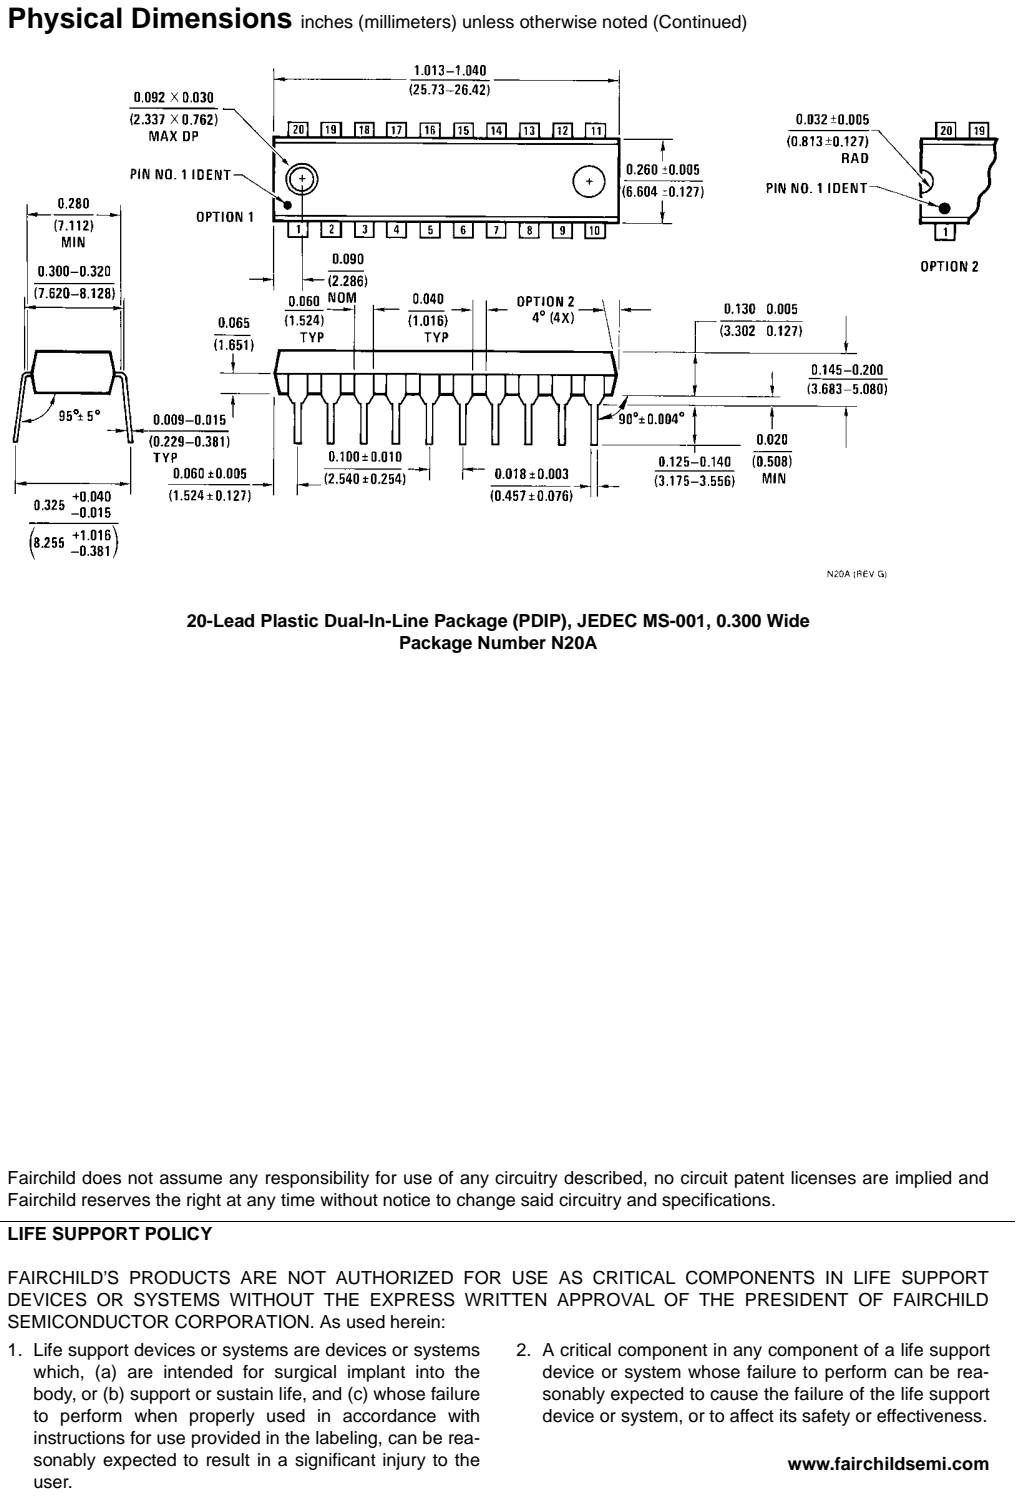 Physical Dimensions inches (millimeters) unless otherwise noted (Continued)
1.013–1.040
(25.73–26.42)
0.092 × 0.030
(2.337 × 0.762)
MAX DP
20 19 18 17 16 15 14 13 12 11
0.032 ±0.005
(0.813 ±0.127)
RAD
20 19
PIN NO. 1 IDENT
0.260 ±0.005
(6.604 ±0.127)
PIN NO. 1 IDENT
OPTION 1
1 2 3 4 5 6 7 8 9 10
1
OPTION 2
0.280
(7.112)
MIN
0.090
(2.286)
NOM
0.300–0.320
(7.620–8.128)
0.060
(1.524)
TYP
0.040
(1.016)
TYP
OPTION 2
4° (4X)
0.130 0.005
(3.302 0.127)
0.065
(1.651)
0.145–0.200
(3.683–5.080)
95°± 5°
0.009–0.015
(0.229–0.381)
TYP
90°±0.004°
0.020
(0.508)
MIN
0.100±0.010
(2.540±0.254)
0.125–0.140
(3.175–3.556)
0.060 ±0.005
(1.524 ±0.127)
0.018 ±0.003
(0.457 ±0.076)
0.325 +0.040
–0.015
(8.255 +1.016
–0.381)
N20A (REV G)
20-Lead Plastic Dual-In-Line Package (PDIP), JEDEC MS-001, 0.300 Wide
Package Number N20A
Fairchild does not assume any responsibility for use of any circuitry described, no circuit patent licenses are implied and
Fairchild reserves the right at any time without notice to change said circuitry and specifications.
LIFE SUPPORT POLICY
FAIRCHILD'S PRODUCTS ARE NOT AUTHORIZED FOR USE AS CRITICAL COMPONENTS IN LIFE SUPPORT
DEVICES OR SYSTEMS WITHOUT THE EXPRESS WRITTEN APPROVAL OF THE PRESIDENT OF FAIRCHILD
SEMICONDUCTOR CORPORATION. As used herein:
1. Life support devices or systems are devices or systems
which, (a) are intended for surgical implant into the
body, or (b) support or sustain life, and (c) whose failure
to perform when properly used in accordance with
instructions for use provided in the labeling, can be rea-
sonably expected to result in a significant injury to the
user.
2. A critical component in any component of a life support
device or system whose failure to perform can be rea-
sonably expected to cause the failure of the life support
device or system, or to affect its safety or effectiveness.
www.fairchildsemi.com